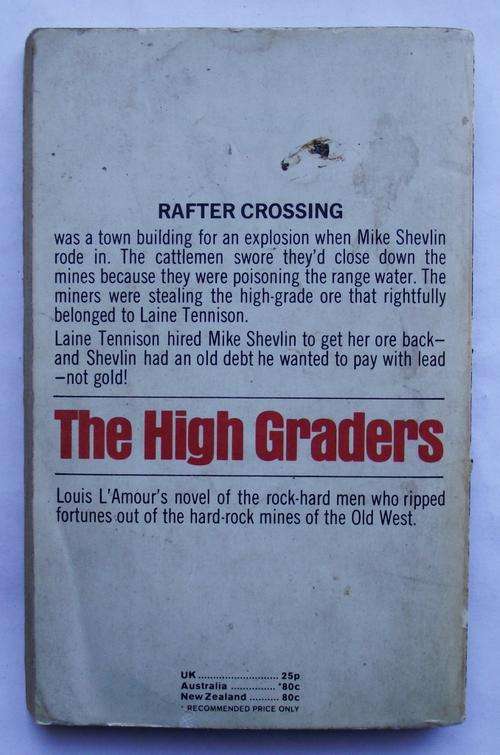 RAFTER CROSSING
was a town building for an explosion when Mike Shevlin
rode in. The cattlemen swore they'd close down the
mines because they were poisoning the range water. The
miners were stealing the high-grade ore that rightfully
belonged to Laine Tennison.
Laine Tennison hired Mike Shevlin to get her ore back—
and Shevlin had an old debt he wanted to pay with lead
—not gold!
The High Graders
Louis L'Amour's novel of the rock-hard men who ripped
fortunes out of the hard-rock mines of the Old West.
UK ........................... 25p
Australia ............... *80c
New Zealand .......... 80c
* RECOMMENDED PRICE ONLY